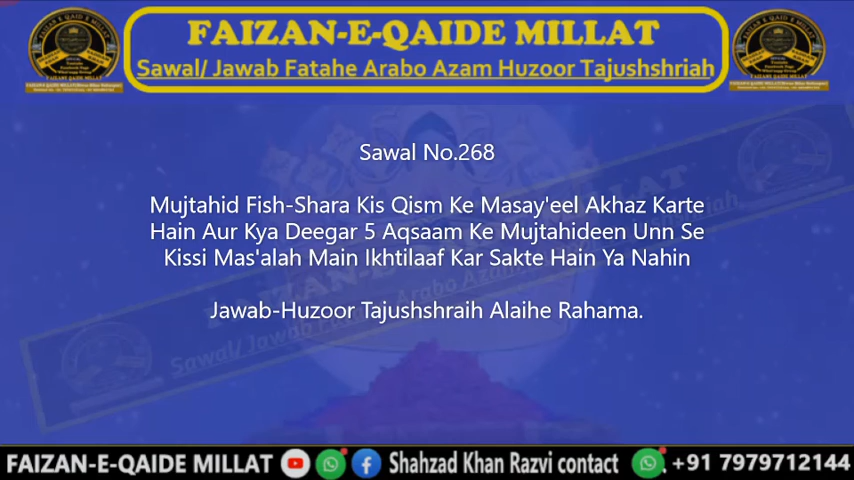 FAIZAN-E-QAIDE MILLAT
Sawal/ Jawab Fatahe Arabo Azam Huzoor Tajushshriah
Sawal No.268
Mujtahid Fish-Shara Kis Qism Ke Masay'eel Akhaz Karte
Hain Aur Kya Deegar 5 Aqsaam Ke Mujtahideen Unn Se
Kissi Mas'alah Main Ikhtilaaf Kar Sakte Hain Ya Nahin
Jawab-Huzoor Tajushshraih Alaihe Rahama.
FAIZAN-E-QAIDE MILLAT Shahzad Khan Razvi contact +91 7979712144